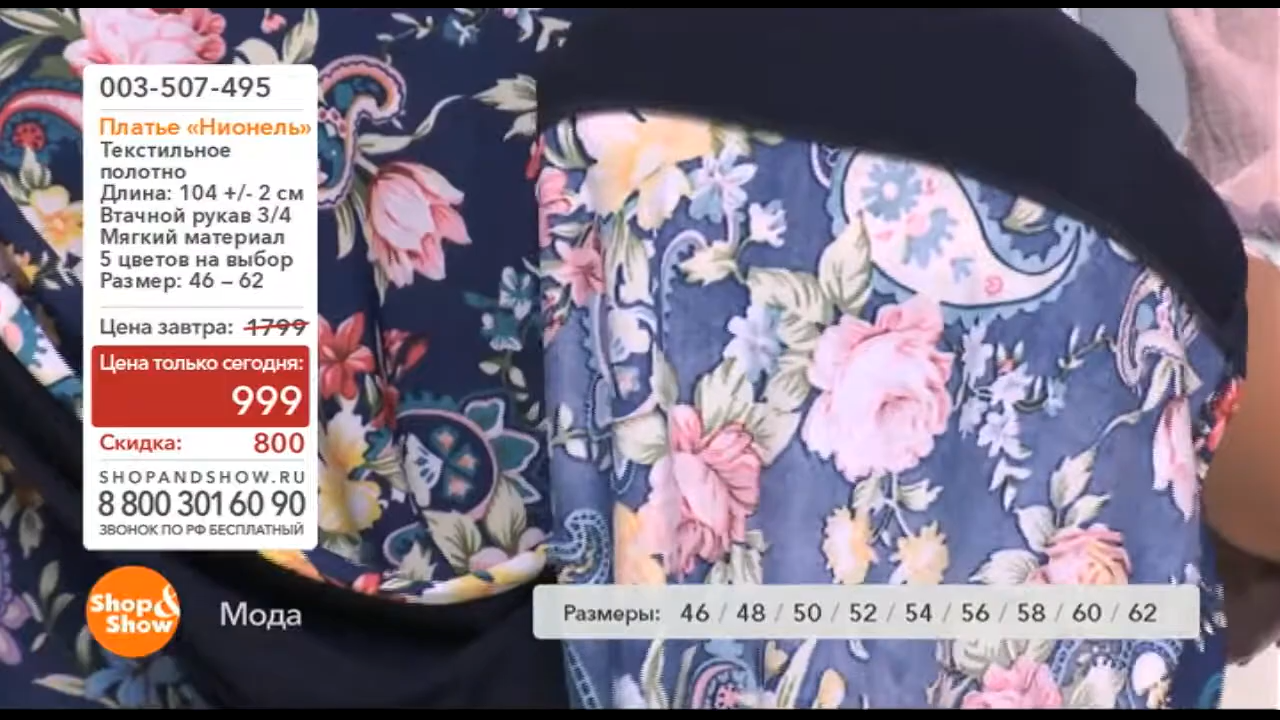 003-507-495
Платье «Нионель»
Текстильное
полотно
Длина: 104 +/- 2 см
Втачной рукав 3/4
Мягкий материал
5 цветов на выбор
Размер: 46 – 62
Цена завтра: 1799
Цена только сегодня:
999
Скидка: 800
SHOPANDSHOW.RU
8 800 301 60 90
ЗВОНОК ПО РФ БЕСПЛАТНЫЙ
Shop&
Show
Мода
Размеры: 46 / 48 / 50 / 52 / 54 / 56 / 58 / 60 / 62